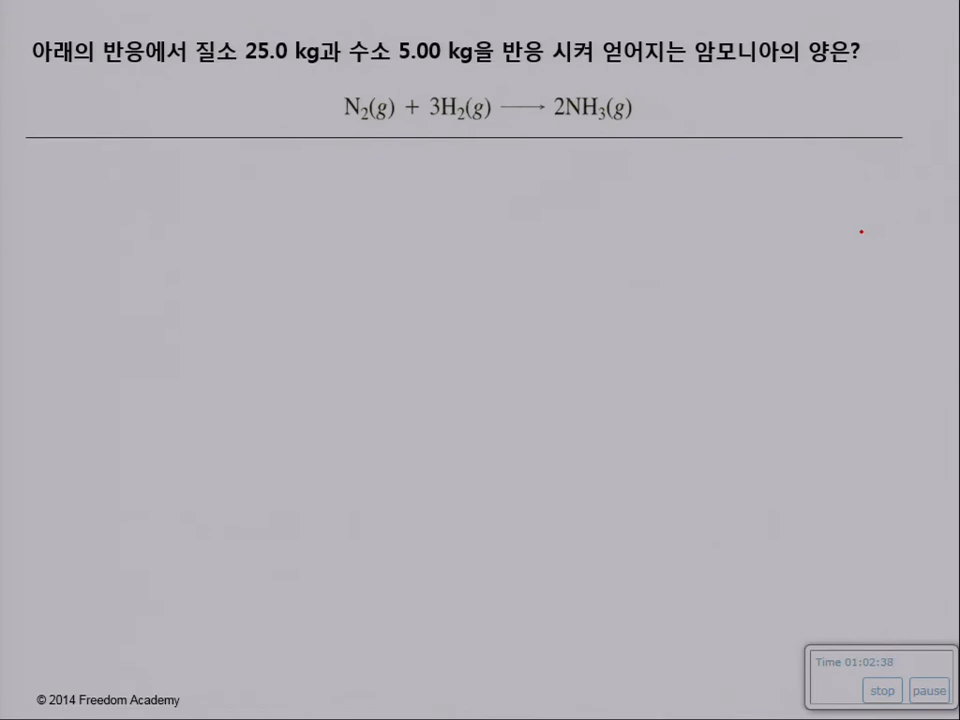 아래의 반응에서 질소 25.0 kg과 수소 5.00 kg을 반응 시켜 얻어지는 암모니아의 양은?
N₂(g) + 3H₂(g) ⟶ 2NH₃(g)
Time 01:02:38
stop pause
© 2014 Freedom Academy